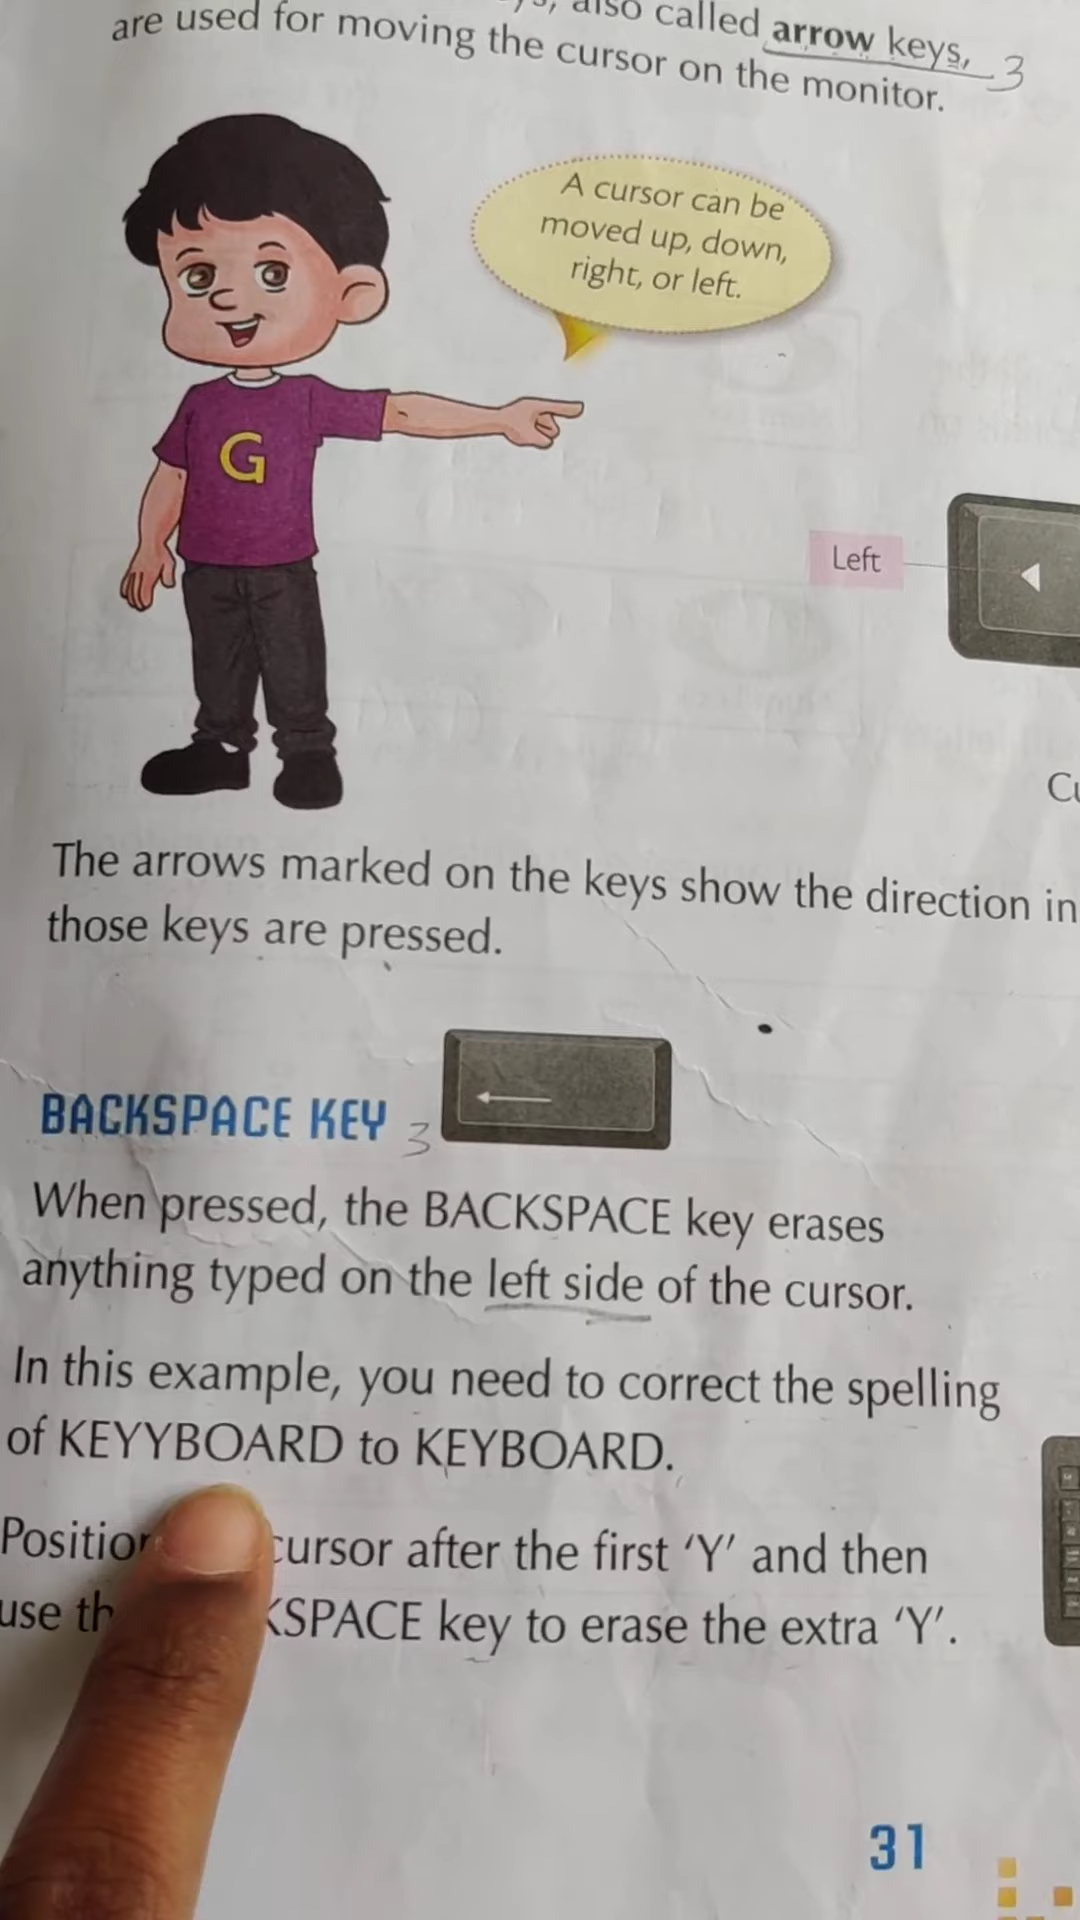 also called arrow keys, 3
are used for moving the cursor on the monitor.
A cursor can be
moved up, down,
right, or left.
G
Left
The arrows marked on the keys show the direction in
those keys are pressed.
BACKSPACE KEY 3
When pressed, the BACKSPACE key erases
anything typed on the left side of the cursor.
In this example, you need to correct the spelling
of KEYYBOARD to KEYBOARD.
cursor after the first ‘Y’ and then
use key to erase the extra ‘Y’.
31